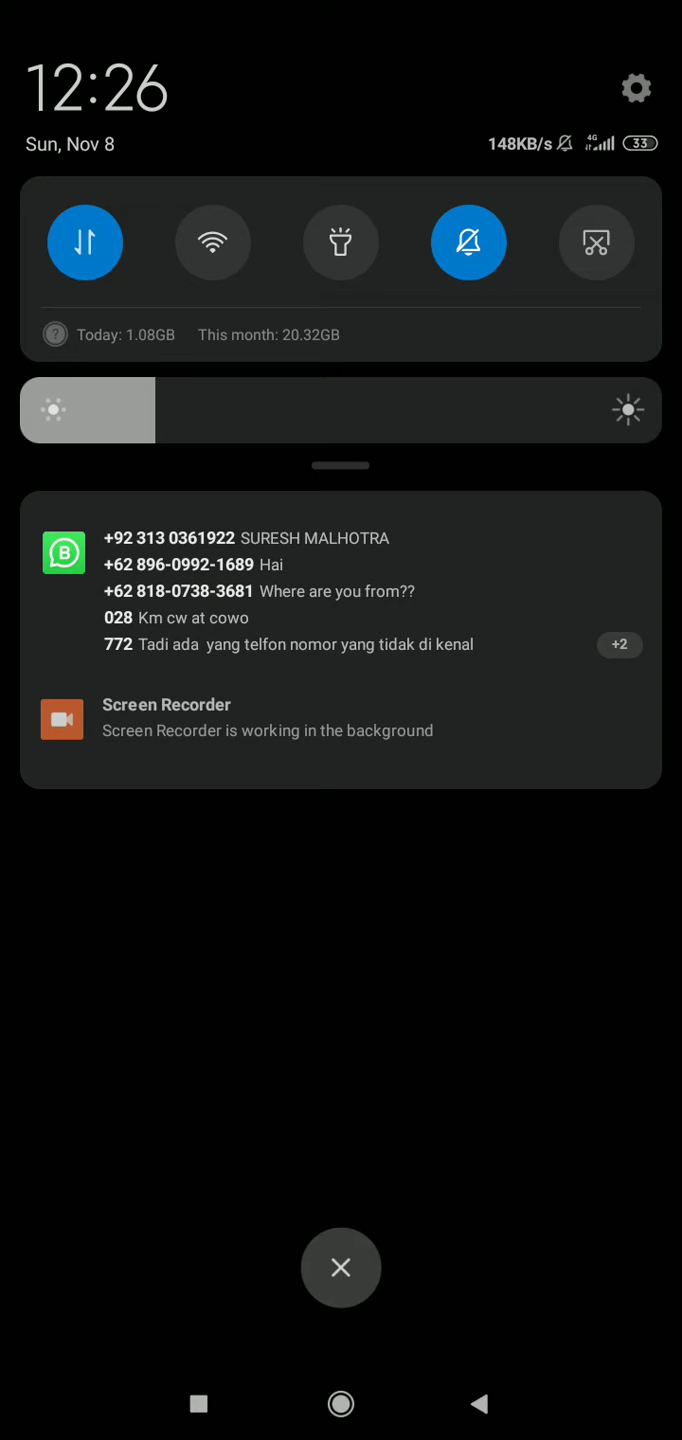 12:26
Sun, Nov 8
148KB/s 4G 33
Today: 1.08GB This month: 20.32GB
+92 313 0361922 SURESH MALHOTRA
+62 896-0992-1689 Hai
+62 818-0738-3681 Where are you from??
028 Km cw at cowo
772 Tadi ada yang telfon nomor yang tidak di kenal
+2
Screen Recorder
Screen Recorder is working in the background